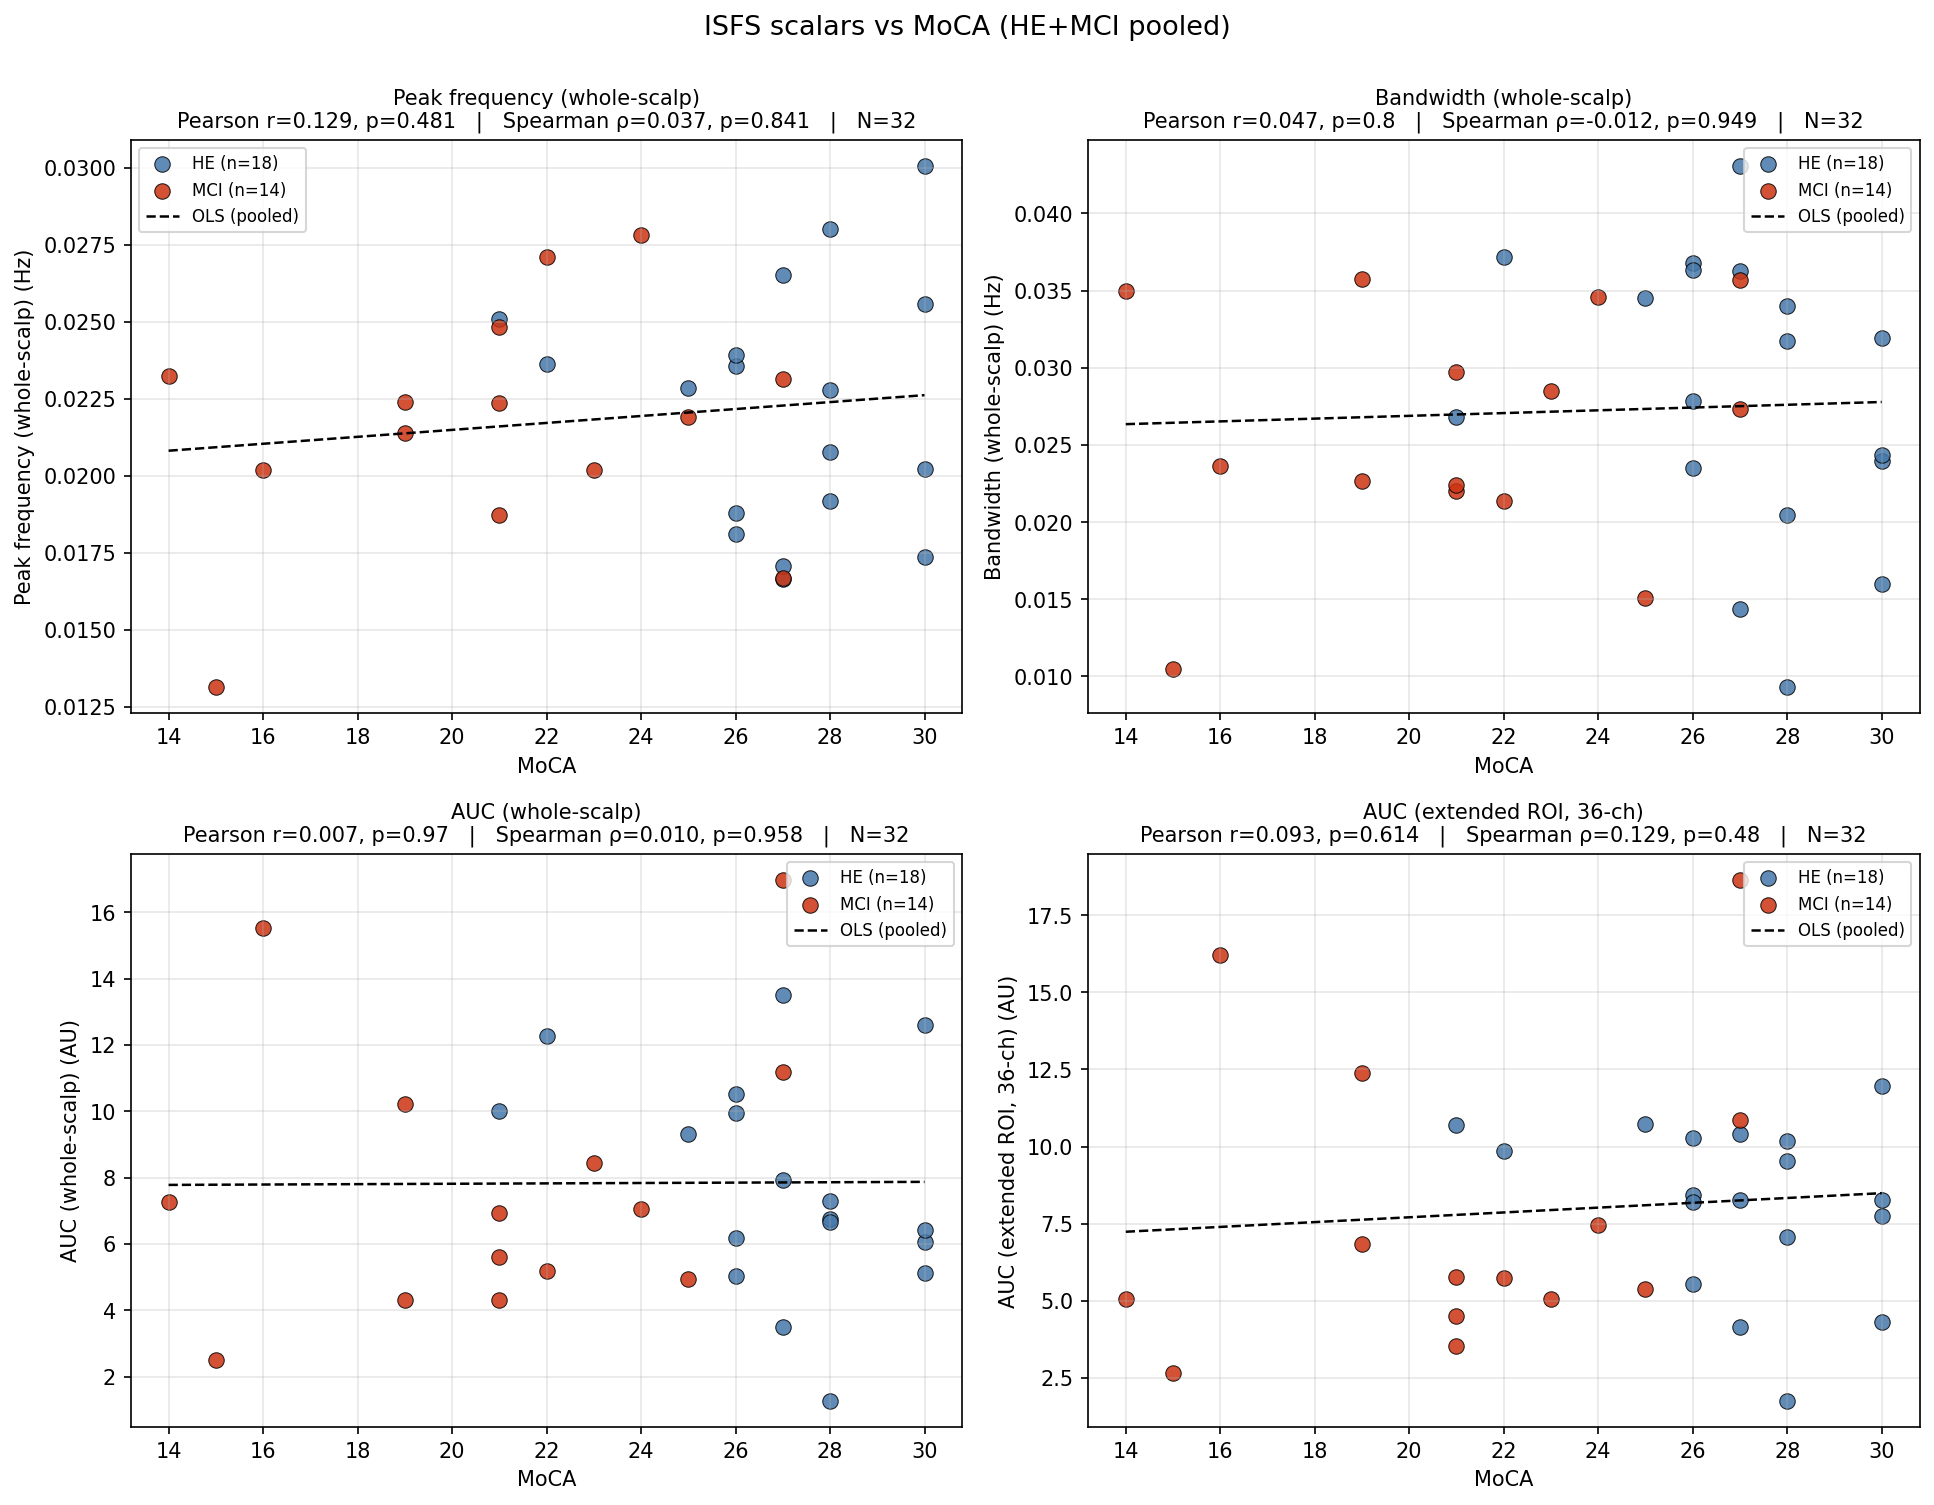 ISFS scalars vs MoCA (HE+MCI pooled)
Peak frequency (whole-scalp)
Pearson r=0.129, p=0.481   |   Spearman ρ=0.037, p=0.841   |   N=32
HE (n=18)
MCI (n=14)
OLS (pooled)
Peak frequency (whole-scalp) (Hz)
0.0300
0.0275
0.0250
0.0225
0.0200
0.0175
0.0150
0.0125
14 16 18 20 22 24 26 28 30
MoCA
Bandwidth (whole-scalp)
Pearson r=0.047, p=0.8   |   Spearman ρ=-0.012, p=0.949   |   N=32
HE (n=18)
MCI (n=14)
OLS (pooled)
Bandwidth (whole-scalp) (Hz)
0.040
0.035
0.030
0.025
0.020
0.015
0.010
14 16 18 20 22 24 26 28 30
MoCA
AUC (whole-scalp)
Pearson r=0.007, p=0.97   |   Spearman ρ=0.010, p=0.958   |   N=32
HE (n=18)
MCI (n=14)
OLS (pooled)
AUC (whole-scalp) (AU)
16
14
12
10
8
6
4
2
14 16 18 20 22 24 26 28 30
MoCA
AUC (extended ROI, 36-ch)
Pearson r=0.093, p=0.614   |   Spearman ρ=0.129, p=0.48   |   N=32
HE (n=18)
MCI (n=14)
OLS (pooled)
AUC (extended ROI, 36-ch) (AU)
17.5
15.0
12.5
10.0
7.5
5.0
2.5
14 16 18 20 22 24 26 28 30
MoCA